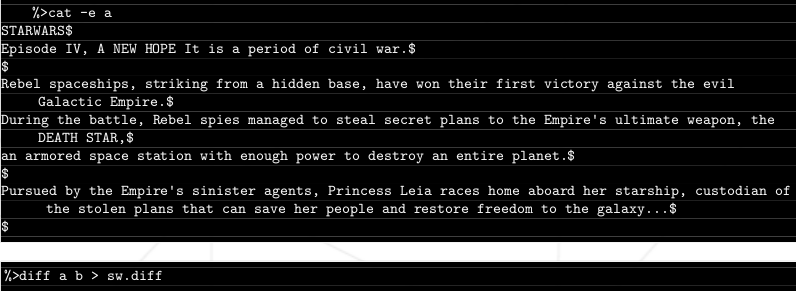 %>cat -e a
STARWARS$
Episode IV, A NEW HOPE It is a period of civil war.$
$
Rebel spaceships, striking from a hidden base, have won their first victory against the evil
Galactic Empire.$
During the battle, Rebel spies managed to steal secret plans to the Empire's ultimate weapon, the
DEATH STAR,$
an armored space station with enough power to destroy an entire planet.$
$
Pursued by the Empire's sinister agents, Princess Leia races home aboard her starship, custodian of
the stolen plans that can save her people and restore freedom to the galaxy...$
$
%>diff a b > sw.diff